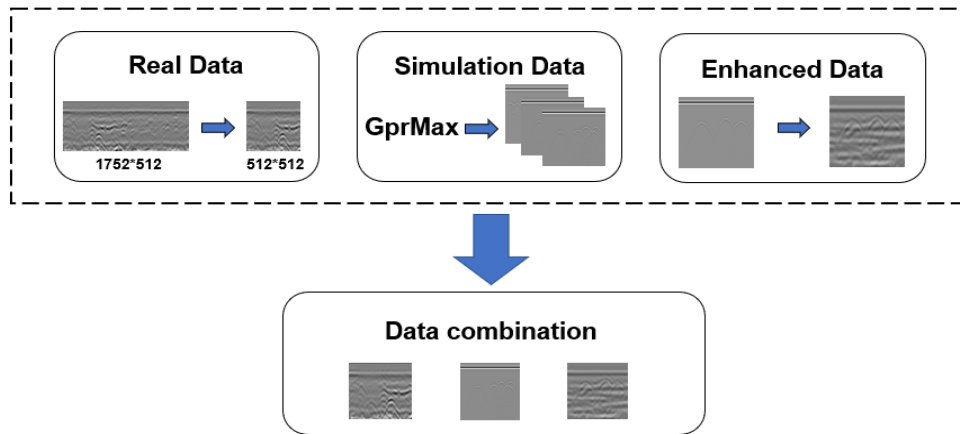 Real Data
1752*512
512*512
Simulation Data
GprMax
Enhanced Data
Data combination